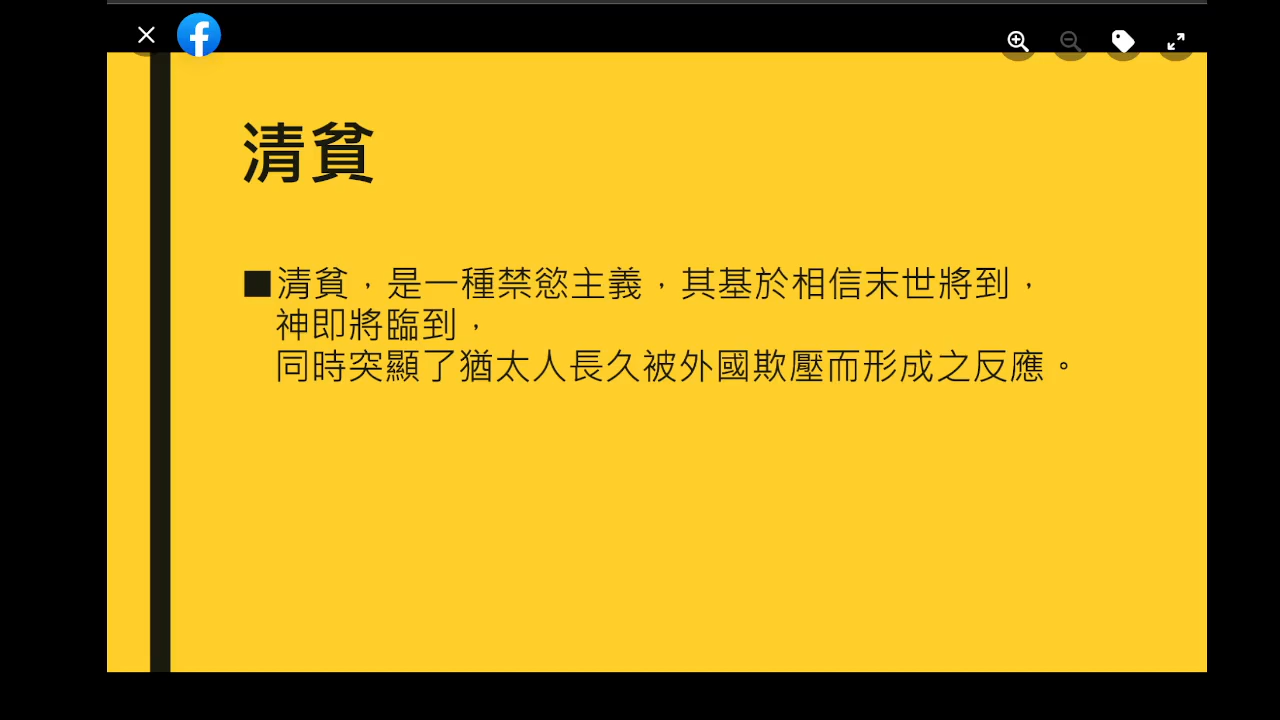 清貧
■清貧，是一種禁慾主義，其基於相信末世將到，
神即將臨到，
同時突顯了猶太人長久被外國欺壓而形成之反應。